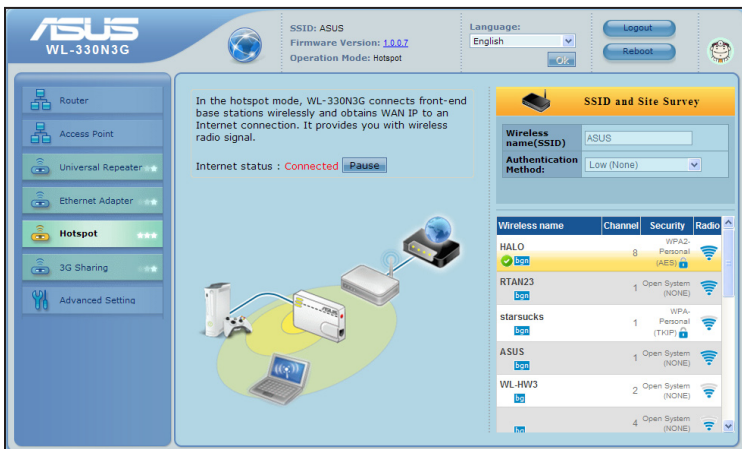 ASUS
WL-330N3G
SSID: ASUS
Firmware Version: 1.0.0.7
Operation Mode: Hotspot
Language:
English
Ok
Logout
Reboot
Router
Access Point
Universal Repeater
Ethernet Adapter
Hotspot
3G Sharing
Advanced Setting
In the hotspot mode, WL-330N3G connects front-end
base stations wirelessly and obtains WAN IP to an
Internet connection. It provides you with wireless
radio signal.
Internet status : Connected Pause
SSID and Site Survey
Wireless
name(SSID)
ASUS
Authentication
Method:
Low (None)
Wireless name Channel Security Radio
HALO
bgn
8
WPA2-
Personal
(AES)
RTAN23
bgn
1
Open System
(NONE)
starsucks
bgn
1
WPA-
Personal
(TKIP)
ASUS
bgn
1
Open System
(NONE)
WL-HW3
bg
2
Open System
(NONE)
4
Open System
(NONE)